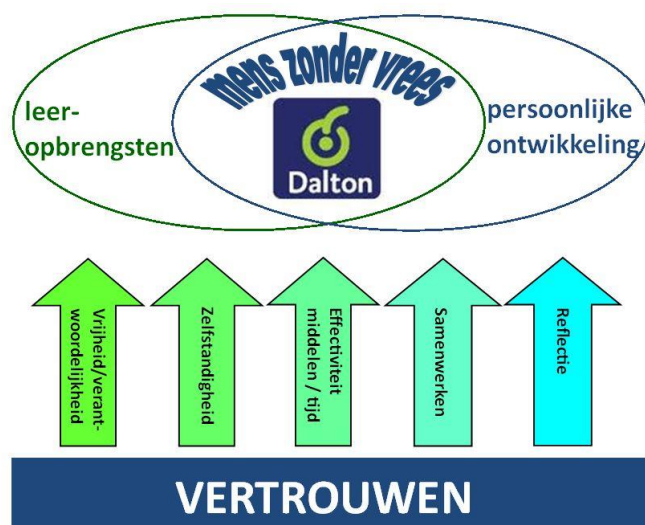 mens zonder vrees
leer-
opbrengsten
persoonlijke
ontwikkeling
Dalton
Vrijheid/verant-
woordelijkheid
Zelfstandigheid
Effectiviteit
middelen / tijd
Samenwerken
Reflectie
VERTROUWEN